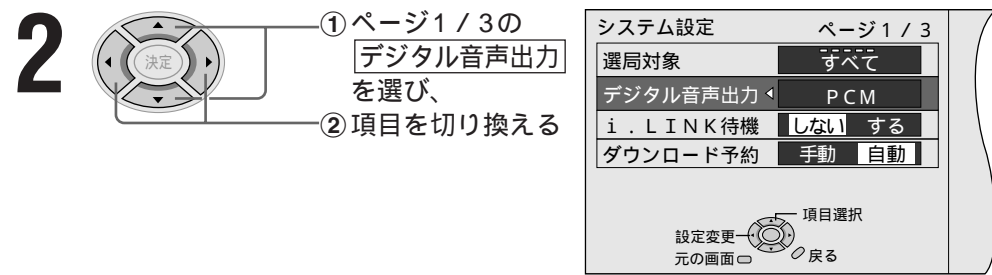 2
決定
①ページ1/3の
デジタル音声出力
を選び、
②項目を切り換える
システム設定 ページ1/3
選局対象 すべて
デジタル音声出力 PCM
i.LINK待機 しない する
ダウンロード予約 手動 自動
項目選択
設定変更
元の画面 戻る